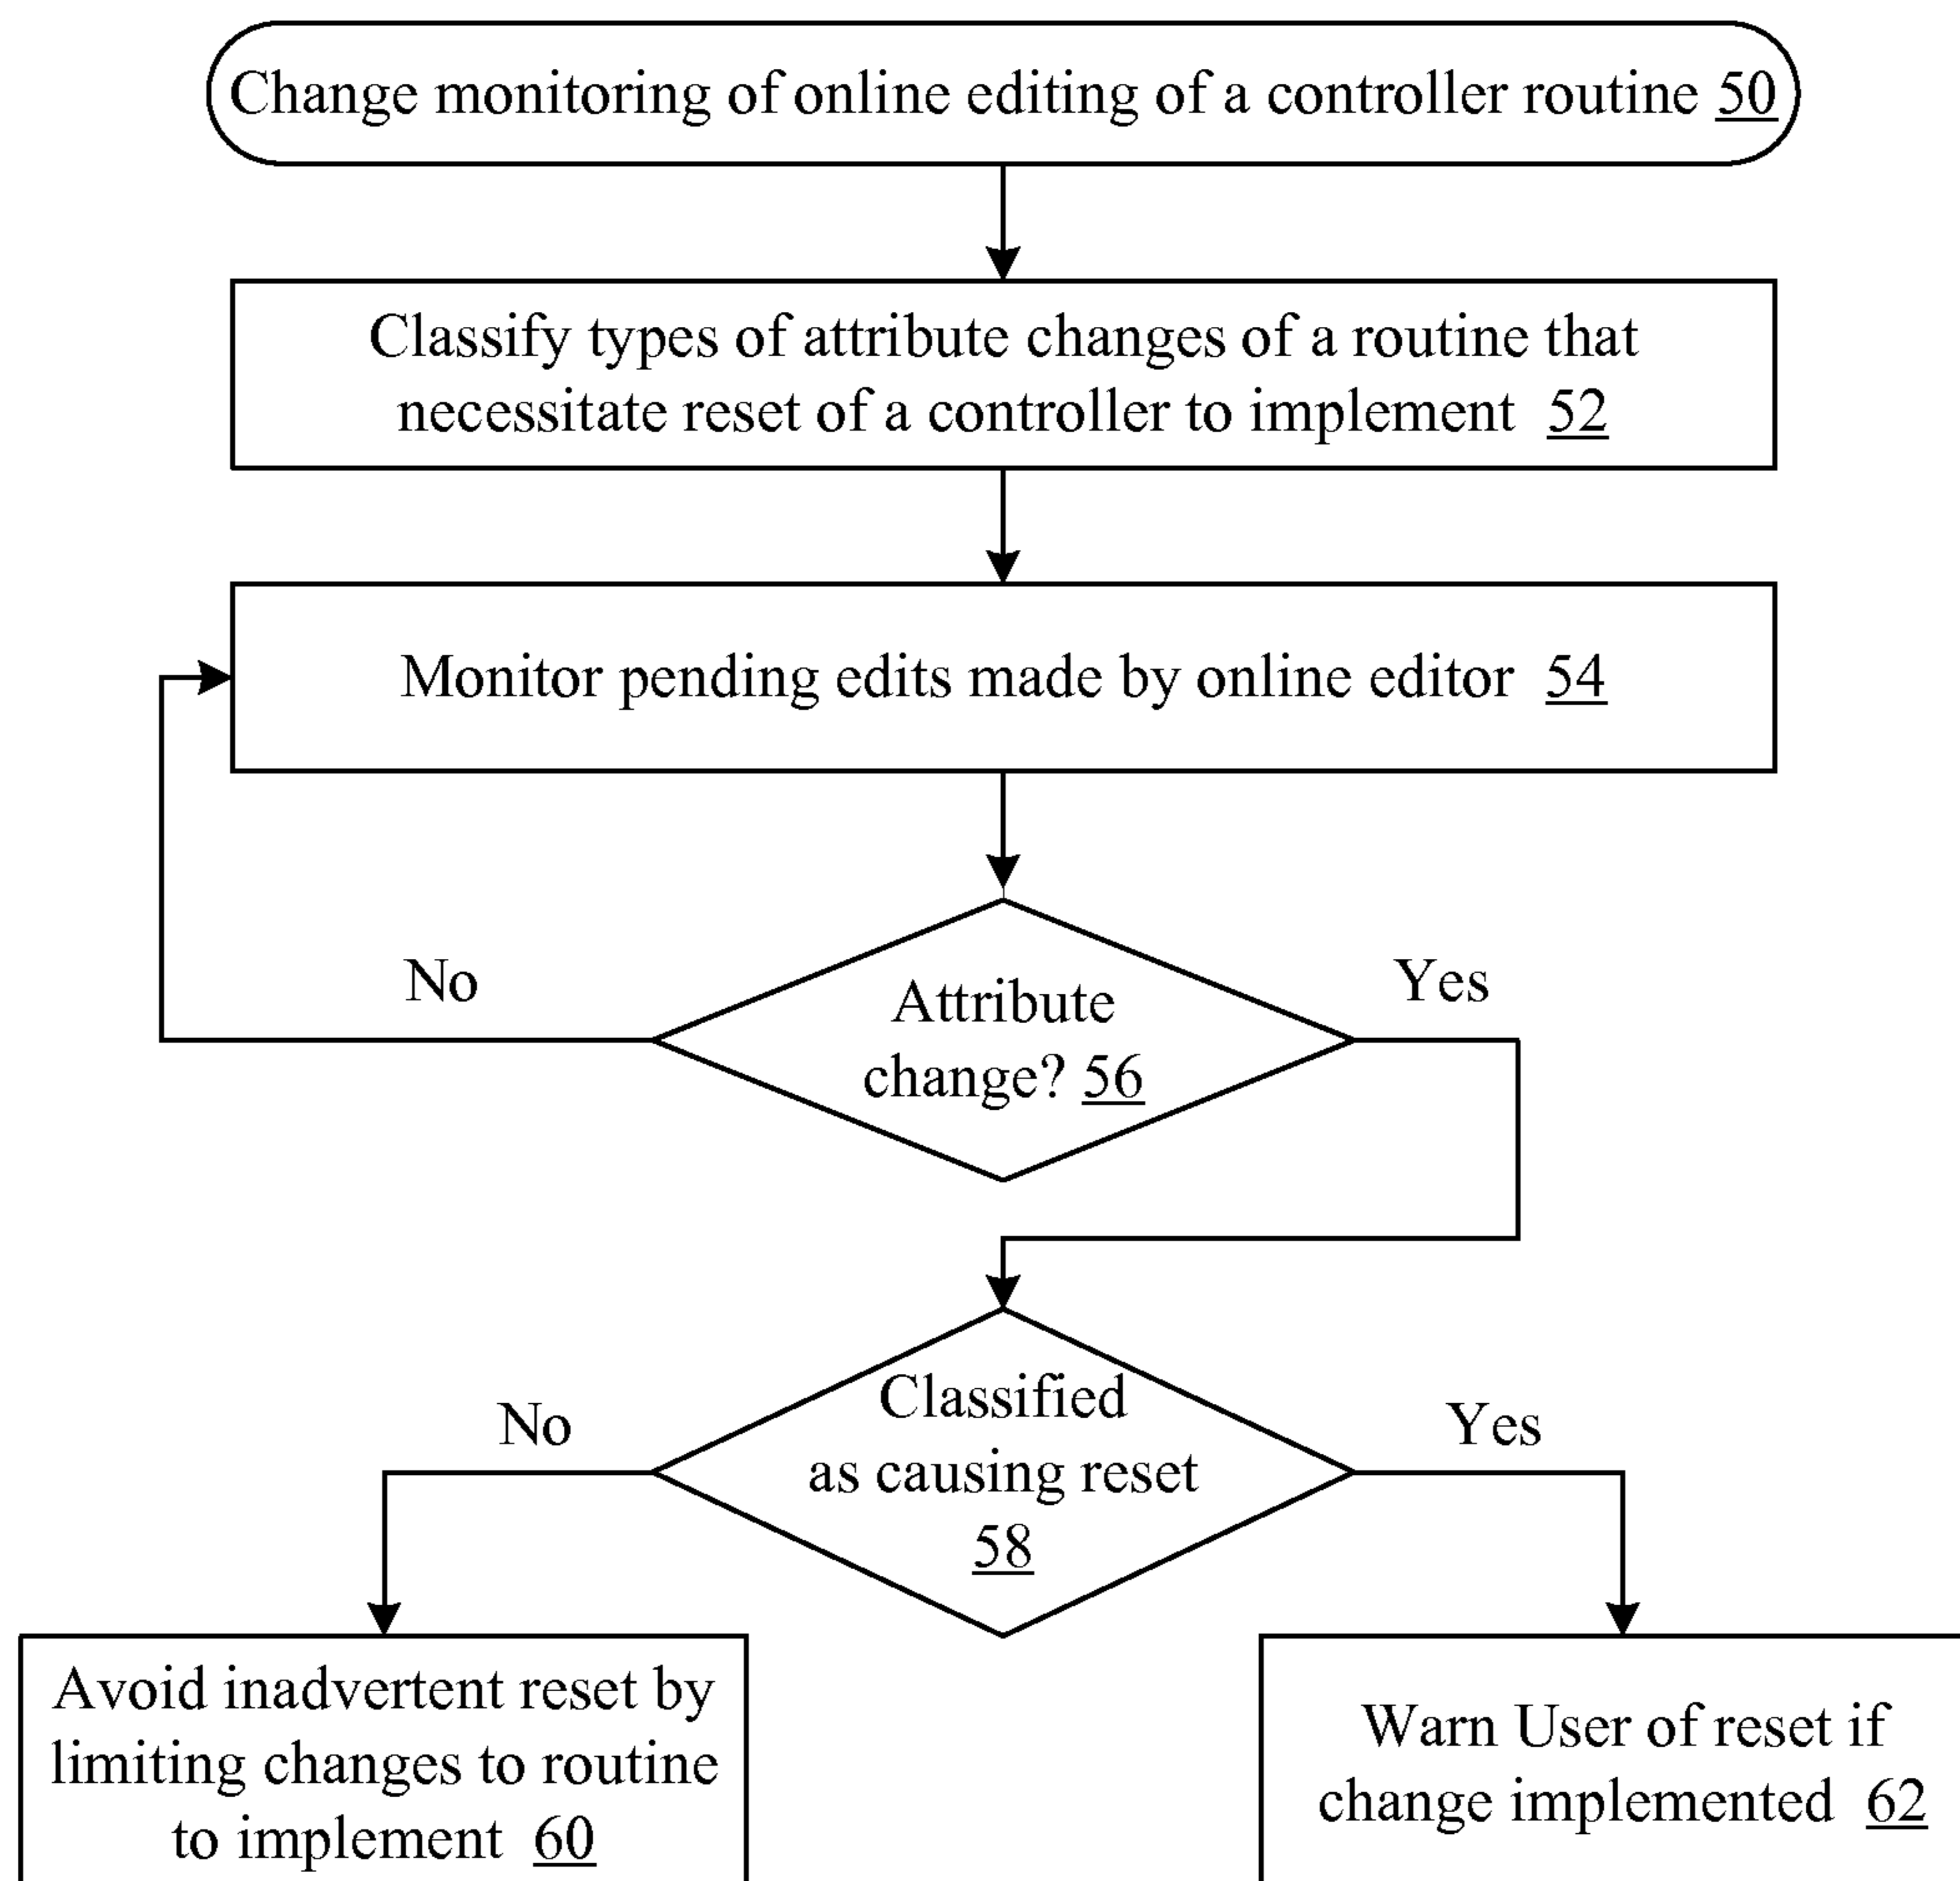 Change monitoring of online editing of a controller routine 50
Classify types of attribute changes of a routine that
necessitate reset of a controller to implement 52
Monitor pending edits made by online editor 54
No
Yes
Attribute
change? 56
No
Yes
Classified
as causing reset
58
Avoid inadvertent reset by
limiting changes to routine
to implement 60
Warn User of reset if
change implemented 62